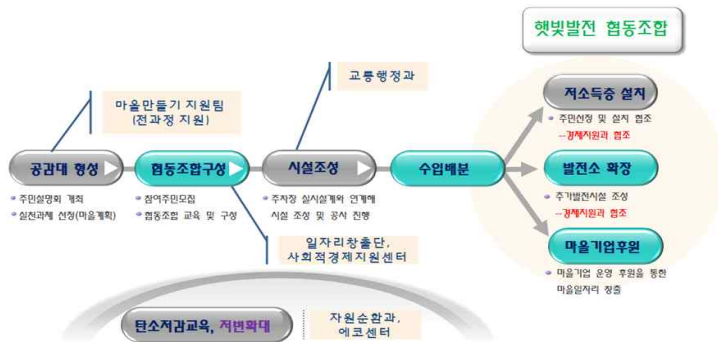 햇빛발전 협동조합
교통행정과
마을만들기 지원팀
(전과정 지원)
저소득층 설치
주민선정 및 설치 협조
--경제지원과 협조
공감대 형성
협동조합구성
시설조성
수입배분
발전소 확장
주민설명회 개최
실천과제 선정(마을계획)
참여주민모집
협동조합 교육 및 구성
주차장 실시설계와 연계해
시설 조성 및 공사 진행
추가발전시설 조성
--경제지원과 협조
일자리창출단,
사회적경제지원센터
마을기업후원
마을기업 운영 후원을 통한
마을일자리 창출
탄소저감교육, 저변확대
자원순환과,
에코센터